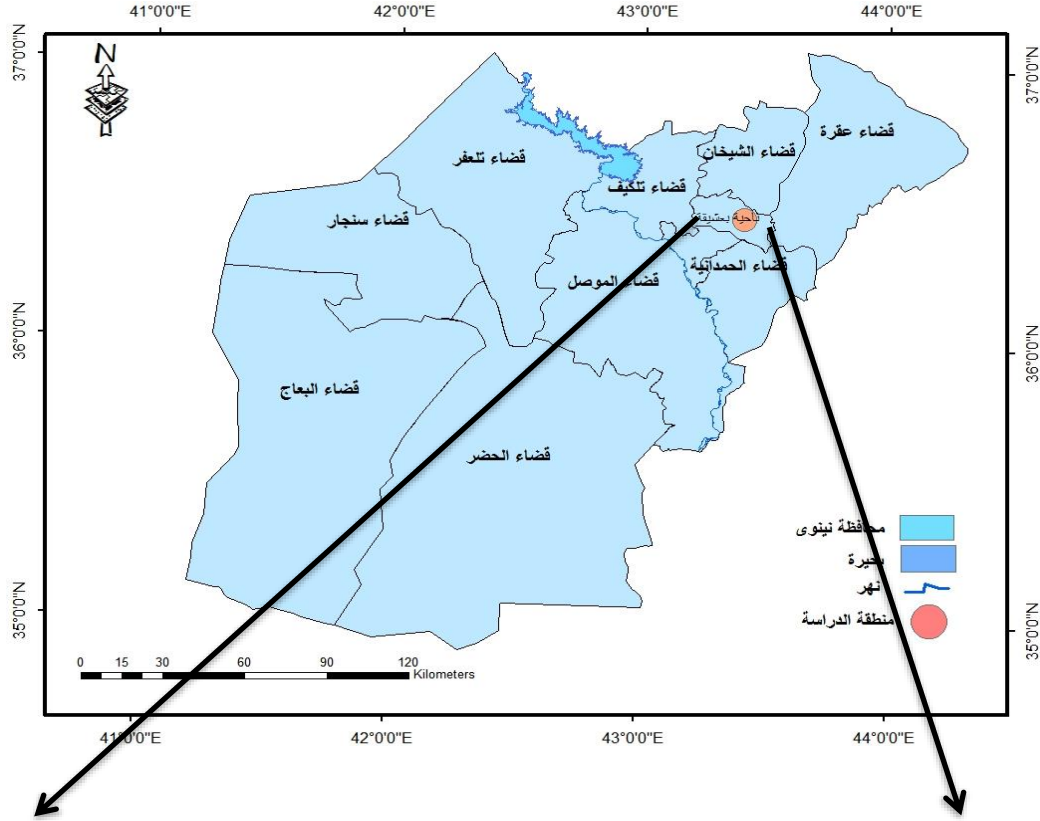 41°0'0"E 42°0'0"E 43°0'0"E 44°0'0"E
37°0'0"N
37°0'0"N
N
قضاء عقرة
قضاء الشيخان
قضاء تلعفر
قضاء تلكيف
قضاء سنجار
ناحية بعشيقة
قضاء الحمدانية
قضاء الموصل
36°0'0"N
36°0'0"N
قضاء البعاج
قضاء الحضر
محافظة نينوى
بحيرة
نهر
منطقة الدراسة
35°0'0"N
35°0'0"N
0 15 30 60 90 120
Kilometers
41°0'0"E 42°0'0"E 43°0'0"E 44°0'0"E